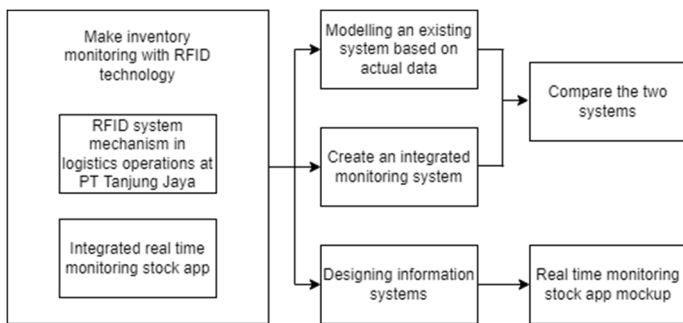 Make inventory
monitoring with RFID
technology
RFID system
mechanism in
logistics operations at
PT Tanjung Jaya
Integrated real time
monitoring stock app
Modelling an existing
system based on
actual data
Create an integrated
monitoring system
Designing information
systems
Compare the two
systems
Real time monitoring
stock app mockup